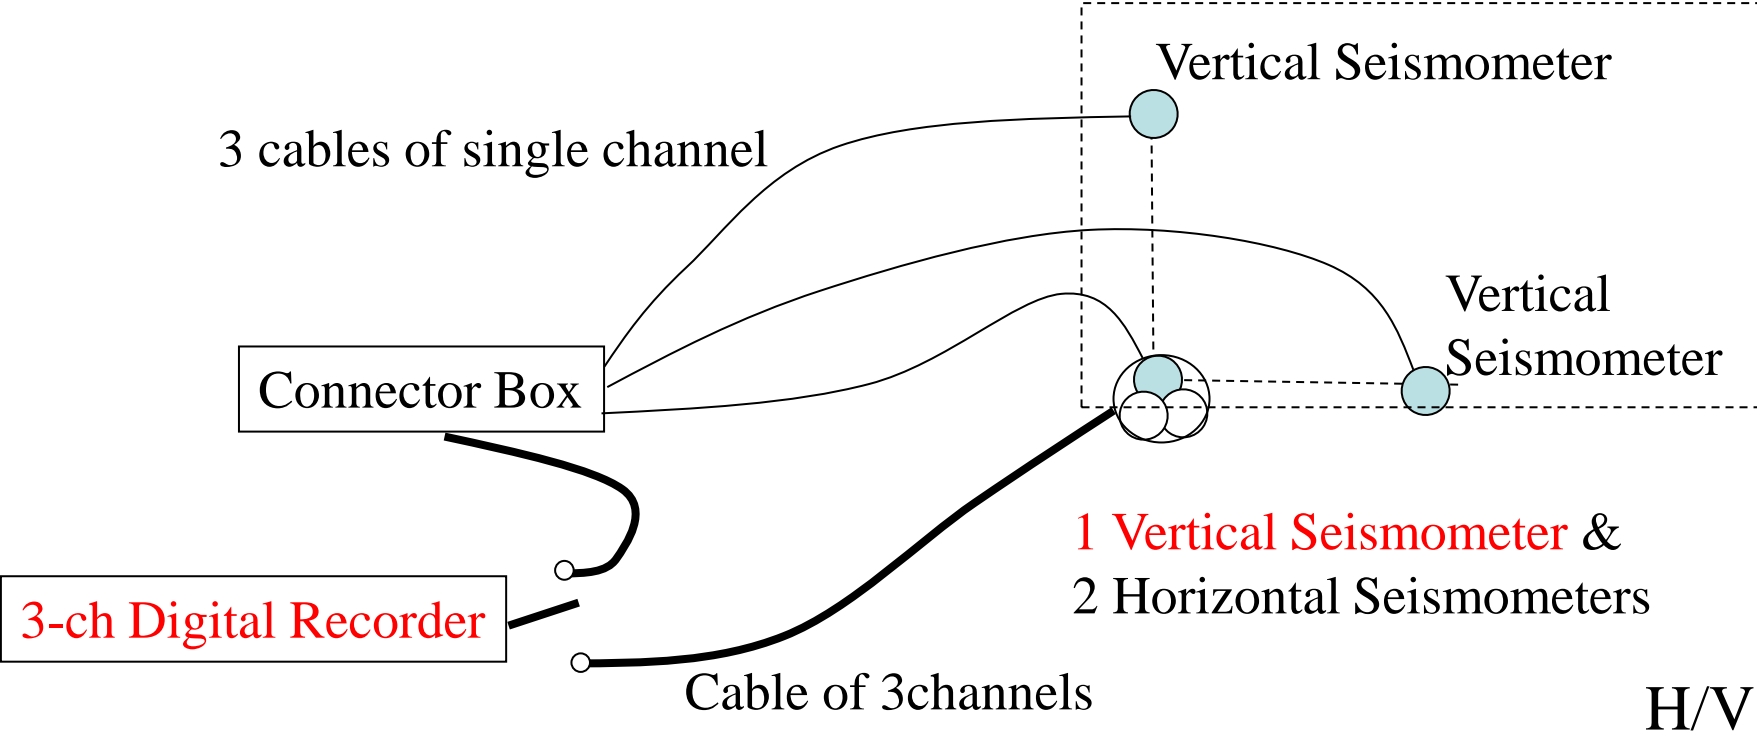 Vertical Seismometer
3 cables of single channel
Vertical
Seismometer
Connector Box
1 Vertical Seismometer &
2 Horizontal Seismometers
3-ch Digital Recorder
Cable of 3channels
H/V